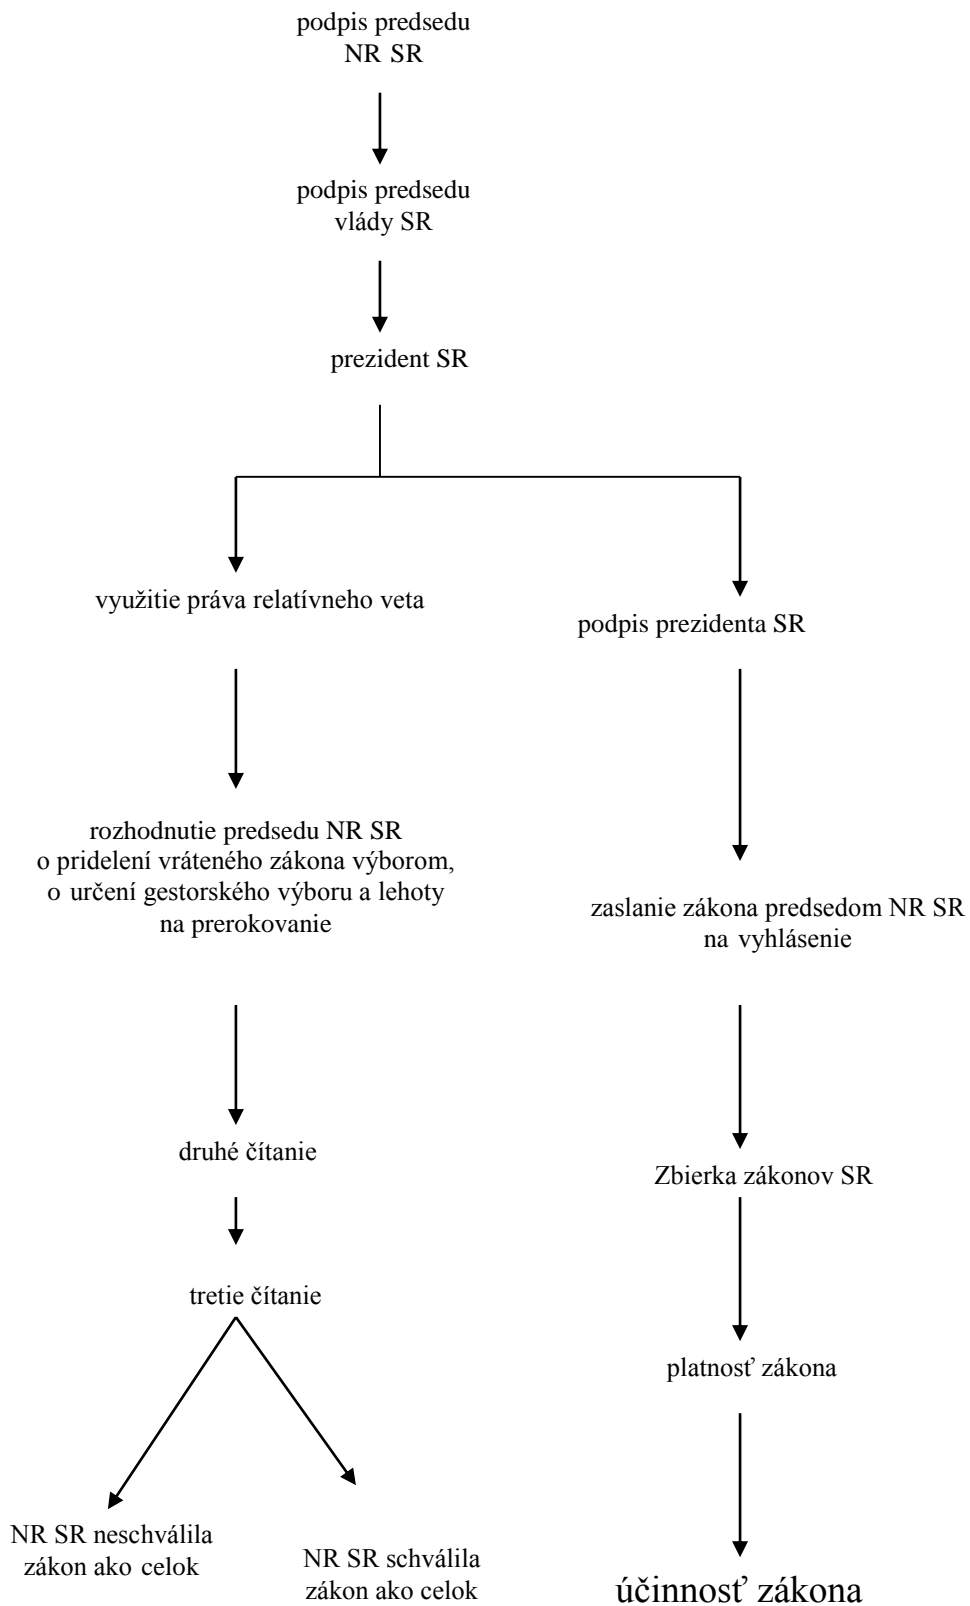 podpis predsedu
NR SR
podpis predsedu
vlády SR
prezident SR
využitie práva relatívneho veta
podpis prezidenta SR
rozhodnutie predsedu NR SR
o pridelení vráteného zákona výborom,
o určení gestorského výboru a lehoty
na prerokovanie
zaslanie zákona predsedom NR SR
na vyhlásenie
druhé čítanie
Zbierka zákonov SR
tretie čítanie
platnosť zákona
NR SR neschválila
zákon ako celok
NR SR schválila
zákon ako celok
účinnosť zákona